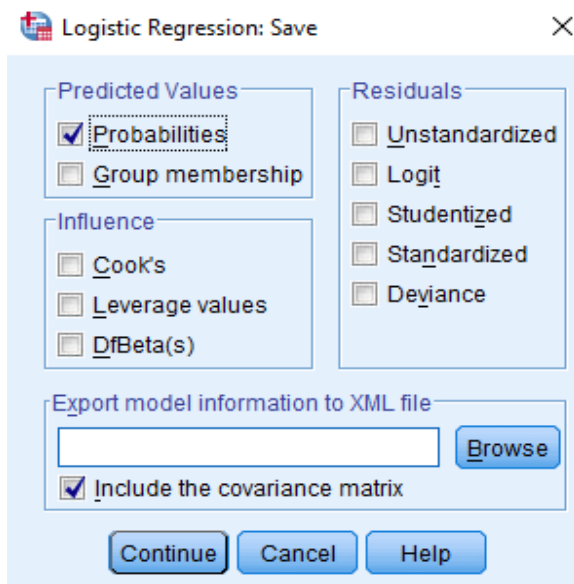 Logistic Regression: Save
Predicted Values
Probabilities
Group membership
Influence
Cook's
Leverage values
DfBeta(s)
Residuals
Unstandardized
Logit
Studentized
Standardized
Deviance
Export model information to XML file
Browse
Include the covariance matrix
Continue Cancel Help